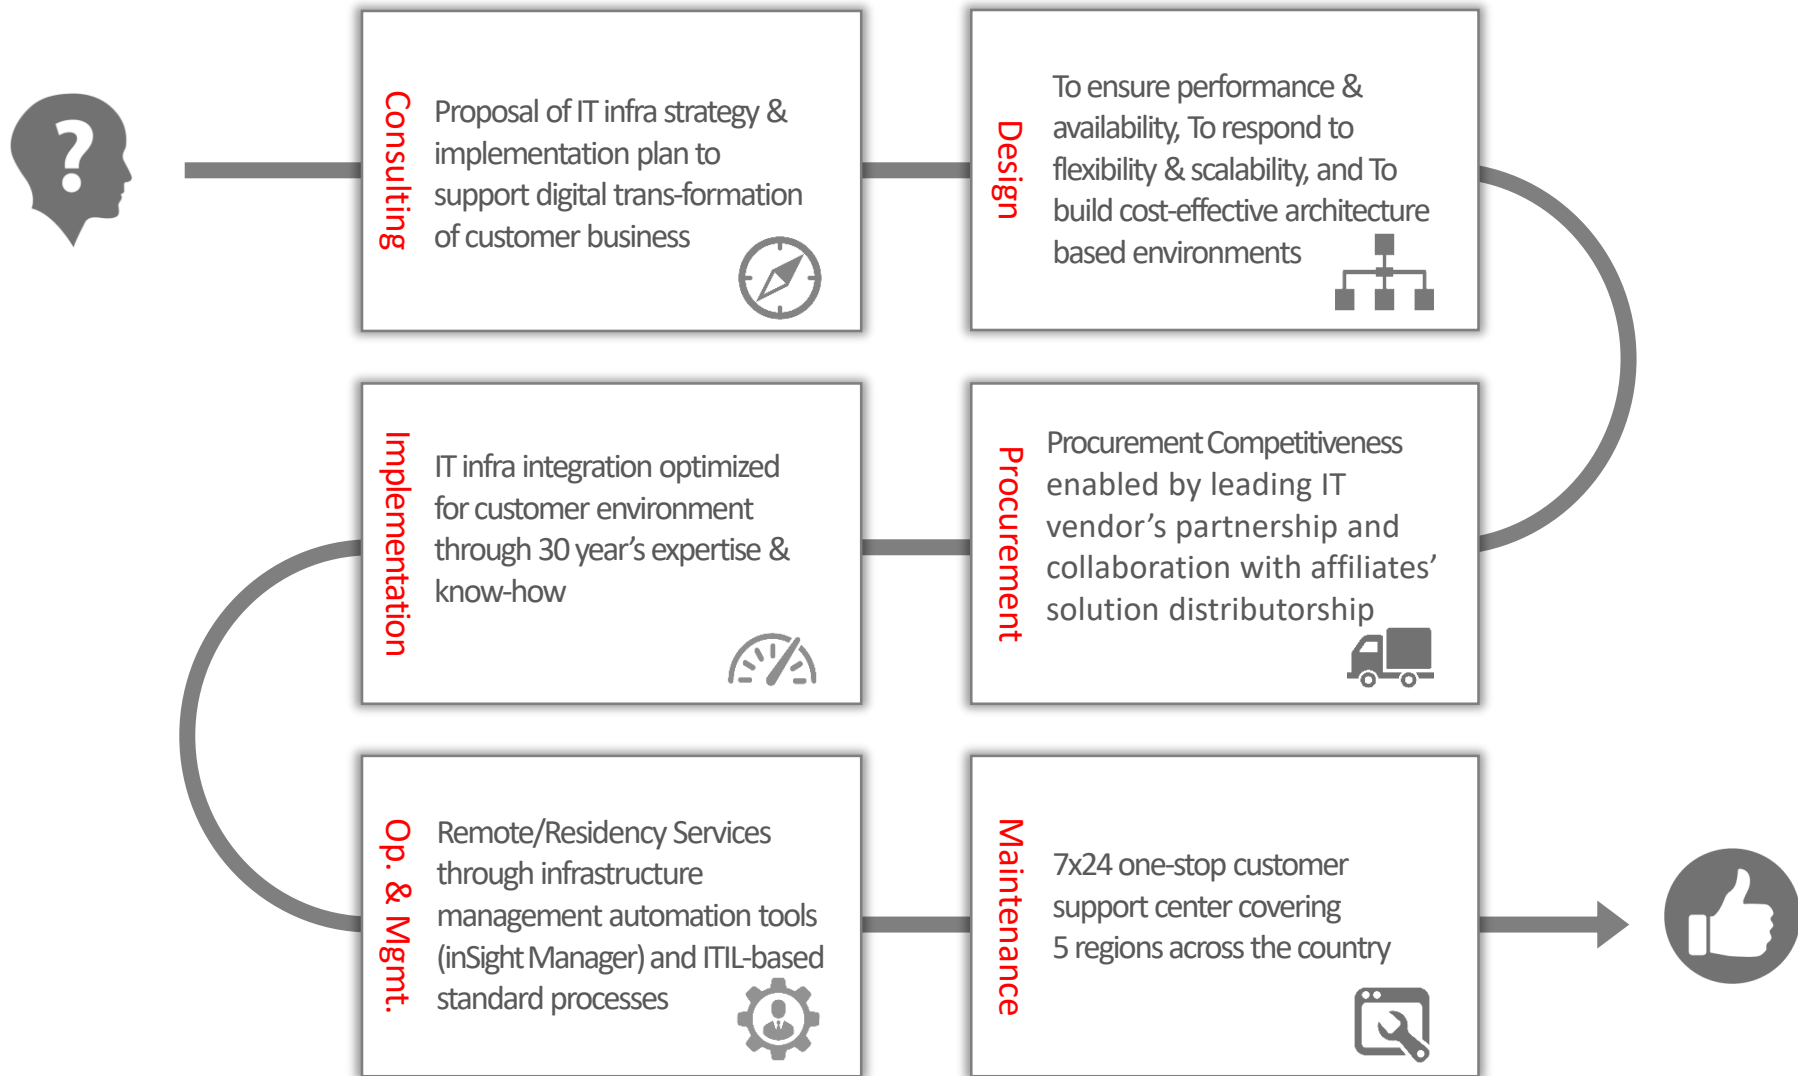 ?
Consulting
Proposal of IT infra strategy &
implementation plan to
support digital trans-formation
of customer business
Design
To ensure performance &
availability, To respond to
flexibility & scalability, and To
build cost-effective architecture
based environments
Procurement
Procurement Competitiveness
enabled by leading IT
vendor’s partnership and
collaboration with affiliates’
solution distributorship
Implementation
IT infra integration optimized
for customer environment
through 30 year’s expertise &
know-how
Op. & Mgmt.
Remote/Residency Services
through infrastructure
management automation tools
(inSight Manager) and ITIL-based
standard processes
Maintenance
7x24 one-stop customer
support center covering
5 regions across the country